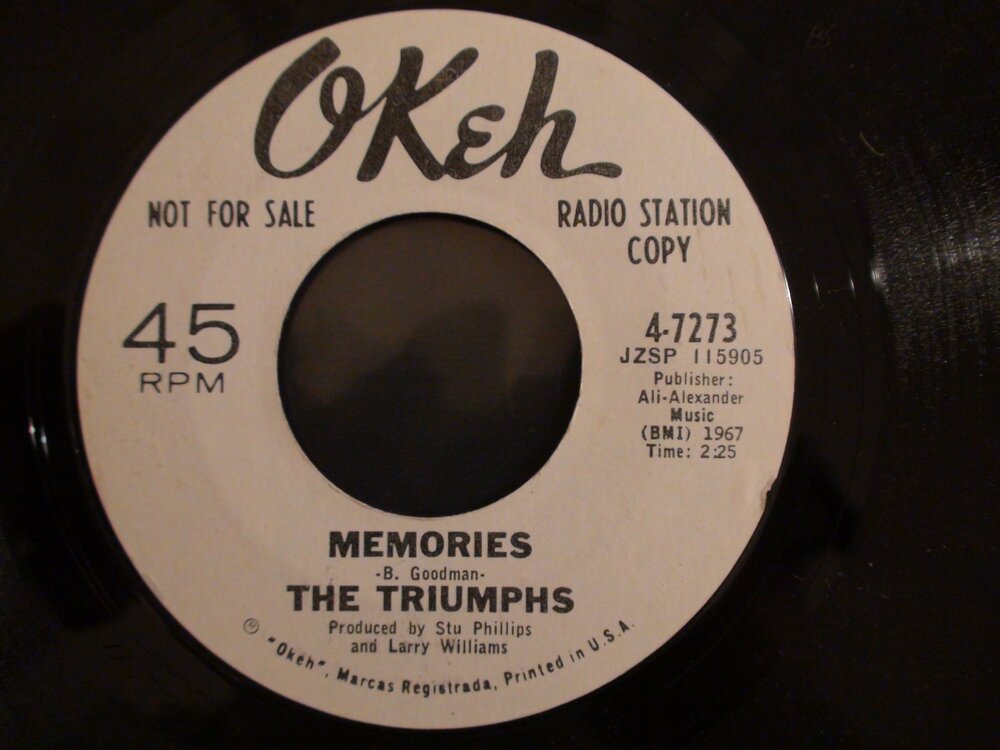 OKeh
NOT FOR SALE
RADIO STATION
COPY
45
RPM
4-7273
JZSP 115905
Publisher:
Ali-Alexander
Music
(BMI) 1967
Time: 2:25
MEMORIES
-B. Goodman-
THE TRIUMPHS
Produced by Stu Phillips
and Larry Williams
"Okeh", Marcas Registrada, Printed in U.S.A.